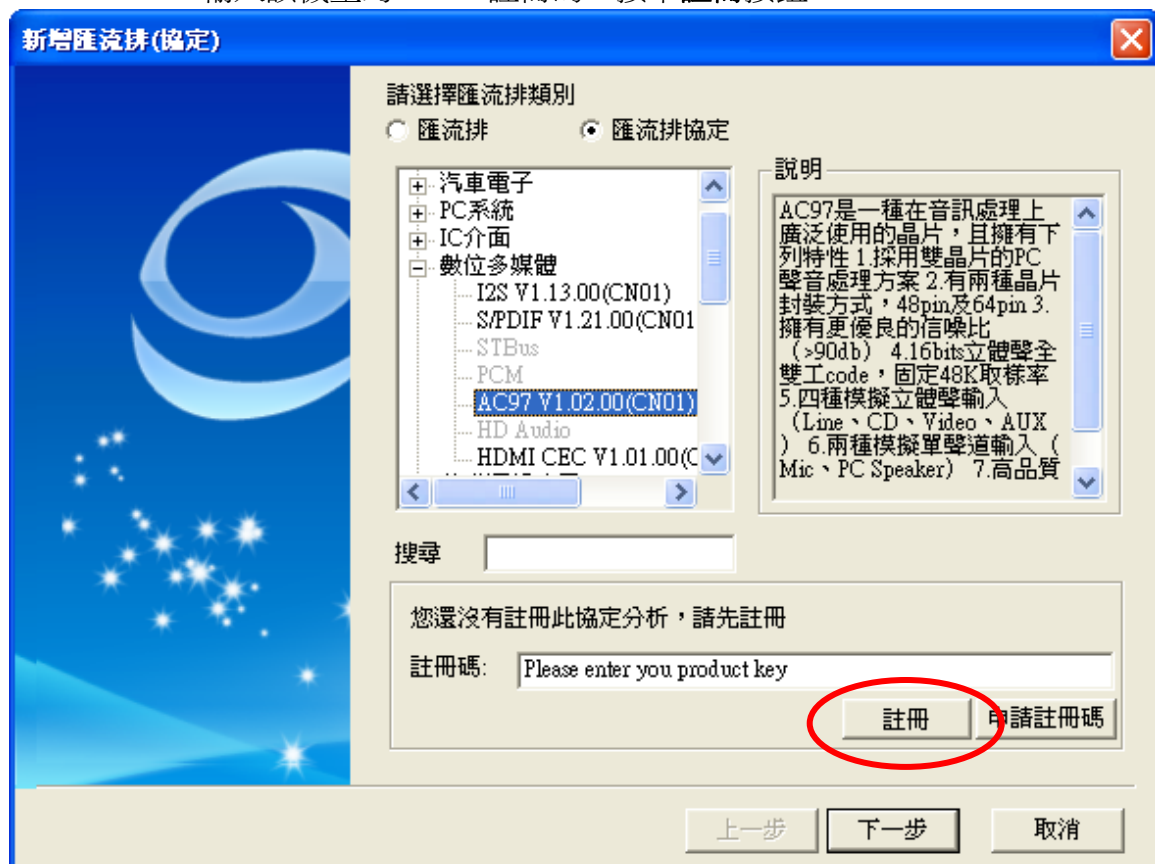 新增匯流排(協定)
請選擇匯流排類別
匯流排
匯流排協定
汽車電子
PC系統
IC介面
數位多媒體
I2S V1.13.00(CN01)
S/PDIF V1.21.00(CN01
STBus
PCM
AC97 V1.02.00(CN01)
HD Audio
HDMI CEC V1.01.00(C
說明
AC97是一種在音訊處理上
廣泛使用的晶片，且擁有下
列特性 1.採用雙晶片的PC
聲音處理方案 2.有兩種晶片
封裝方式，48pin及64pin 3.
擁有更優良的信噪比
（>90db） 4.16bits立體聲全
雙工code，固定48K取樣率
5.四種模擬立體聲輸入
（Line、CD、Video、AUX
） 6.兩種模擬單聲道輸入（
Mic、PC Speaker） 7.高品質
搜尋
您還沒有註冊此協定分析，請先註冊
註冊碼: Please enter you product key
註冊
申請註冊碼
上一步
下一步
取消